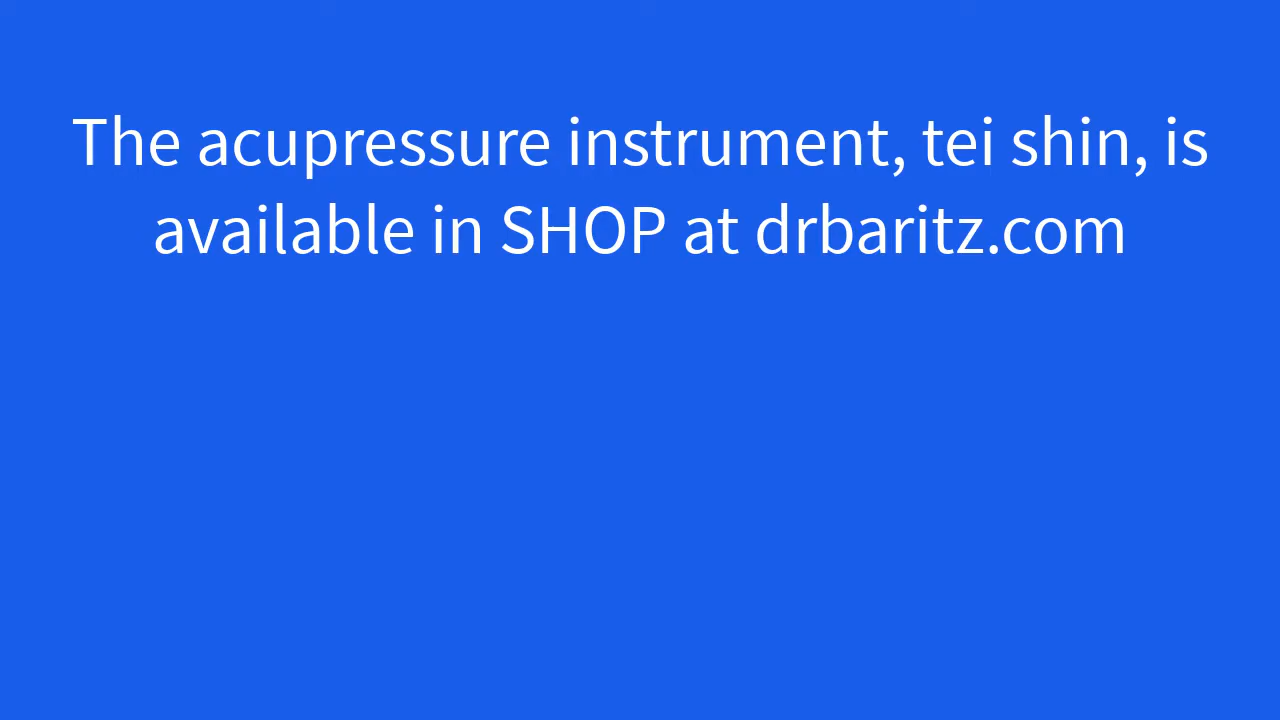 The acupressure instrument, tei shin, is
available in SHOP at drbaritz.com